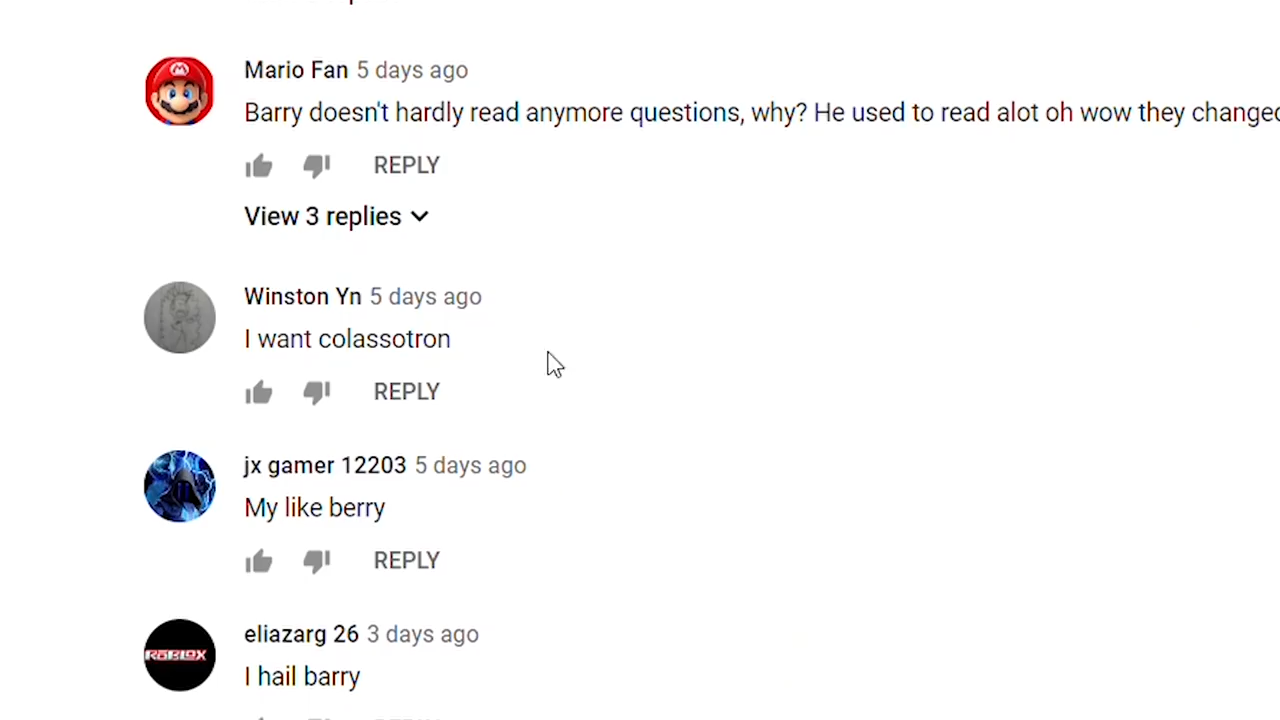 Mario Fan 5 days ago
Barry doesn't hardly read anymore questions, why? He used to read alot oh wow they changed
REPLY
View 3 replies
Winston Yn 5 days ago
I want colassotron
REPLY
jx gamer 12203 5 days ago
My like berry
REPLY
eliazarg 26 3 days ago
ROBLOX
I hail barry